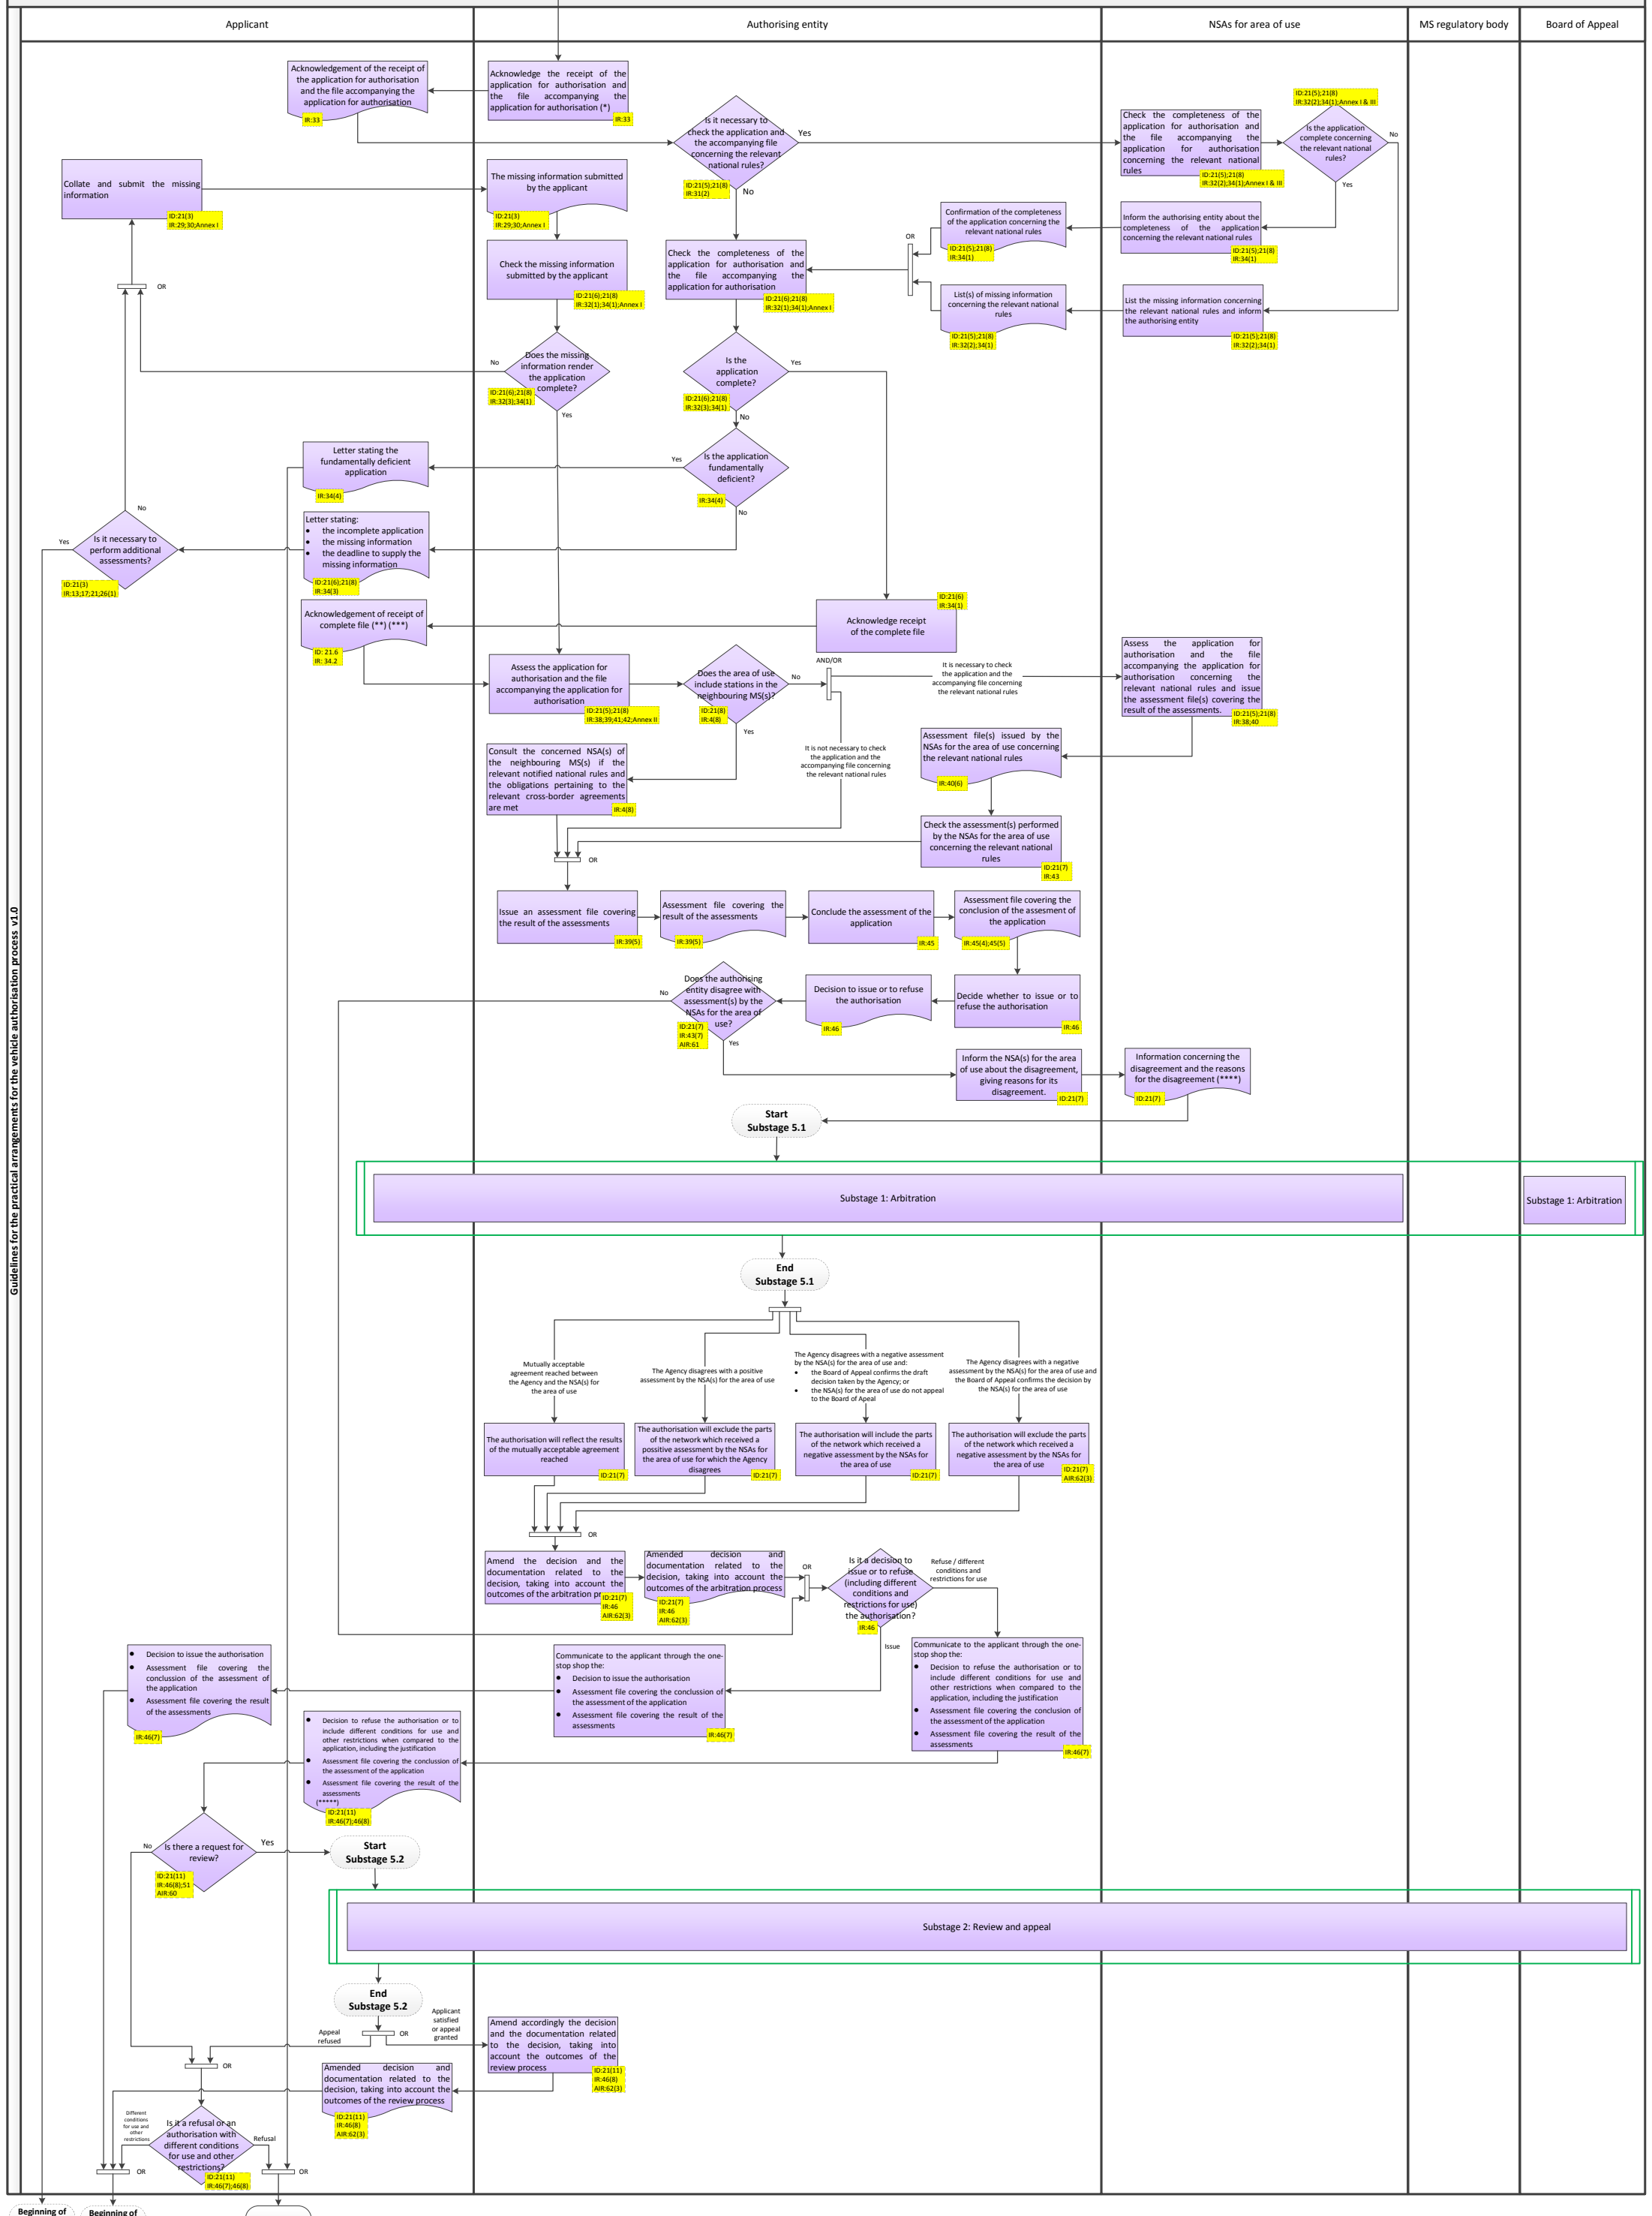 Applicant
Authorising entity
NSAs for area of use
MS regulatory body
Board of Appeal
Guidelines for the practical arrangements for the vehicle authorisation process  v1.0
Acknowledgement of the receipt of
the application for authorisation
and the file accompanying the
application for authorisation
IR:33
Acknowledge the receipt of the
application for authorisation and
the file accompanying the
application for authorisation (*)
IR:33
Is it necessary to
check the application and
the accompanying file
concerning the relevant
national rules?
ID:21(5);21(8)
IR:31(2)
Yes
No
Check the completeness of the
application for authorisation and
the file accompanying the
application for authorisation
concerning the relevant national
rules
ID:21(5);21(8)
IR:32(2);34(1);Annex I & III
ID:21(5);21(8)
IR:32(2);34(1);Annex I & III
Is the application
complete concerning
the relevant national
rules?
No
Yes
Collate and submit the missing
information
ID:21(3)
IR:29;30;Annex I
The missing information submitted
by the applicant
ID:21(3)
IR:29;30;Annex I
Confirmation of the completeness
of the application concerning the
relevant national rules
ID:21(5);21(8)
IR:34(1)
Inform the authorising entity about the
completeness of the application
concerning the relevant national rules
ID:21(5);21(8)
IR:34(1)
OR
Check the missing information
submitted by the applicant
ID:21(6);21(8)
IR:32(1);34(1);Annex I
Check the completeness of the
application for authorisation and
the file accompanying the
application for authorisation
ID:21(6);21(8)
IR:32(1);34(1);Annex I
List(s) of missing information
concerning the relevant national
rules
ID:21(5);21(8)
IR:32(2);34(1)
List the missing information concerning
the relevant national rules and inform
the authorising entity
ID:21(5);21(8)
IR:32(2);34(1)
OR
No
Does the missing
information render
the application
complete?
ID:21(6);21(8)
IR:32(3);34(1)
Yes
Is the
application
complete?
ID:21(6);21(8)
IR:32(3);34(1)
Yes
No
Letter stating the
fundamentally deficient
application
IR:34(4)
Yes
Is the application
fundamentally
deficient?
IR:34(4)
No
No
Yes
Is it necessary to
perform additional
assessments?
ID:21(3)
IR:13;17;21;26(1)
Letter stating:
• the incomplete application
• the missing information
• the deadline to supply the
missing information
ID:21(6);21(8)
IR:34(3)
Acknowledgement of receipt of
complete file (**) (***)
ID: 21.6
IR: 34.2
ID:21(6)
IR:34(1)
Acknowledge receipt
of the complete file
Assess the application for
authorisation and the file
accompanying the application for
authorisation
ID:21(5);21(8)
IR:38;39;41;42;Annex II
Does the area of use
include stations in the
neighbouring MS(s)?
ID:21(8)
IR:4(8)
No
Yes
AND/OR
It is necessary to check
the application and the
accompanying file concerning
the relevant national rules
Assess the application for
authorisation and the file
accompanying the application for
authorisation concerning the
relevant national rules and issue
the assessment file(s) covering the
result of the assessments.
ID:21(5);21(8)
IR:38;40
Consult the concerned NSA(s) of
the neighbouring MS(s) if the
relevant notified national rules and
the obligations pertaining to the
relevant cross-border agreements
are met
IR:4(8)
It is not necessary to check
the application and the
accompanying file concerning
the relevant national rules
Assessment file(s) issued by the
NSAs for the area of use concerning
the relevant national rules
IR:40(6)
Check the assessment(s) performed
by the NSAs for the area of use
concerning the relevant national
rules
ID:21(7)
IR:43
OR
Issue an assessment file covering
the result of the assessments
IR:39(5)
Assessment file covering the
result of the assessments
IR:39(5)
Conclude the assessment of the
application
IR:45
Assessment file covering the
conclusion of the assesment of
the application
IR:45(4);45(5)
No
Does the authorising
entity disagree with
assessment(s) by the
NSAs for the area of
use?
ID:21(7)
IR:43(7)
AIR:61
Yes
Decision to issue or to refuse
the authorisation
IR:46
Decide whether to issue or to
refuse the authorisation
IR:46
Inform the NSA(s) for the area
of use about the disagreement,
giving reasons for its
disagreement.
ID:21(7)
Information concerning the
disagreement and the reasons
for the disagreement (****)
ID:21(7)
Start
Substage 5.1
Substage 1: Arbitration
Substage 1: Arbitration
End
Substage 5.1
Mutually acceptable
agreement reached between
the Agency and the NSA(s) for
the area of use
The Agency disagrees with a positive
assessment by the NSA(s) for the area of use
The Agency disagrees with a negative assessment
by the NSA(s) for the area of use and:
• the Board of Appeal confirms the draft
decision taken by the Agency; or
• the NSA(s) for the area of use do not appeal
to the Board of Apeal
The Agency disagrees with a negative
assessment by the NSA(s) for the area of use and
the Board of Appeal confirms the decision by
the NSA(s) for the area of use
The authorisation will reflect the results
of the mutually acceptable agreement
reached
ID:21(7)
The authorisation will exclude the parts
of the network which received a
possitive assessment by the NSAs for
the area of use for which the Agency
disagrees
ID:21(7)
The authorisation will include the parts
of the network which received a
negative assessment by the NSAs for
the area of use
ID:21(7)
The authorisation will exclude the parts
of the network which received a
negative assessment by the NSAs for
the area of use
ID:21(7)
AIR:62(3)
OR
Amend the decision and the
documentation related to the
decision, taking into account the
outcomes of the arbitration
ID:21(7)
IR:46
AIR:62(3)
Amended decision and
documentation related to the
decision, taking into account the
outcomes of the arbitration process
ID:21(7)
IR:46
AIR:62(3)
OR
Is it a decision to
issue or to refuse
(including different
conditions and
restrictions for use)
the authorisation?
IR:46
Refuse / different
conditions and
restrictions for use
Issue
• Decision to issue the authorisation
• Assessment file covering the
conclussion of the assessment of
the application
• Assessment file covering the result
of the assessments
IR:46(7)
Communicate to the applicant through the one-
stop shop the:
• Decision to issue the authorisation
• Assessment file covering the conclusion of
the assessment of the application
• Assessment file covering the result of the
assessments
IR:46(7)
Communicate to the applicant through the one-
stop shop the:
• Decision to refuse the authorisation or to
include different conditions for use and
other restrictions when compared to the
application, including the justification
• Assessment file covering the conclusion of
the assessment of the application
• Assessment file covering the result of the
assessments
IR:46(7)
• Decision to refuse the authorisation or to
include different conditions for use and
other restrictions when compared to the
application, including the justification
• Assessment file covering the conclussion of
the assessment of the application
• Assessment file covering the result of the
assessments
(*****)
ID:21(11)
IR:46(7);46(8)
No
Is there a request for
review?
ID:21(11)
IR:46(8);51
AIR:60
Yes
Start
Substage 5.2
Substage 2: Review and appeal
End
Substage 5.2
Appeal
refused
OR
Applicant
satisfied
or appeal
granted
Amend accordingly the decision
and the documentation related
to the decision, taking into
account the outcomes of the
review process
ID:21(11)
IR:46(8)
AIR:62(3)
OR
Amended decision and
documentation related to the
decision, taking into account the
outcomes of the review process
ID:21(11)
IR:46(8)
AIR:62(3)
Different
conditions
for use and
other
restrictions
Is it a refusal or an
authorisation with
different conditions
for use and other
restrictions?
ID:21(11)
IR:46(7);46(8)
Refusal
OR
OR
Beginning of
Beginning of